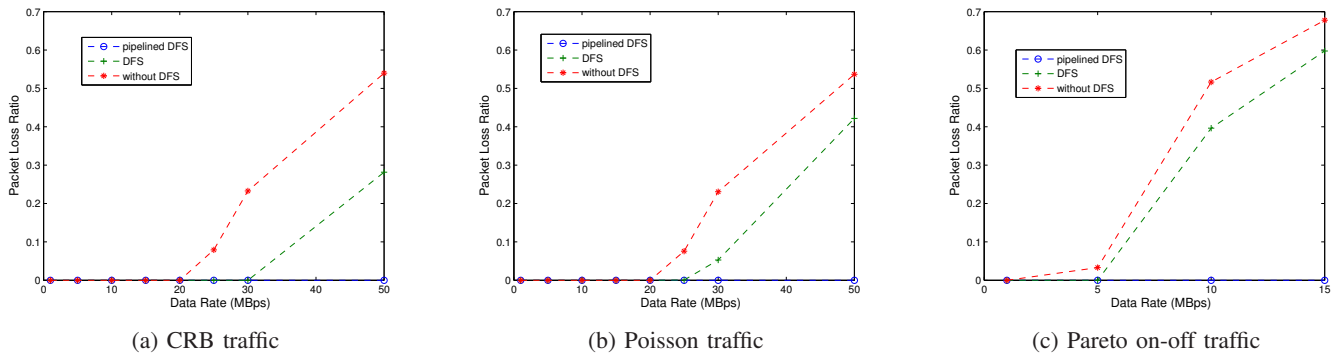 0.7
0.6
0.5
0.4
0.3
0.2
0.1
0
Packet Loss Ratio
pipelined DFS
DFS
without DFS
0 10 20 30 40 50
Data Rate (MBps)
(a) CRB traffic
0.7
0.6
0.5
0.4
0.3
0.2
0.1
0
Packet Loss Ratio
pipelined DFS
DFS
without DFS
0 10 20 30 40 50
Data Rate (MBps)
(b) Poisson traffic
0.7
0.6
0.5
0.4
0.3
0.2
0.1
0
Packet Loss Ratio
pipelined DFS
DFS
without DFS
0 5 10 15
Data Rate (MBps)
(c) Pareto on-off traffic